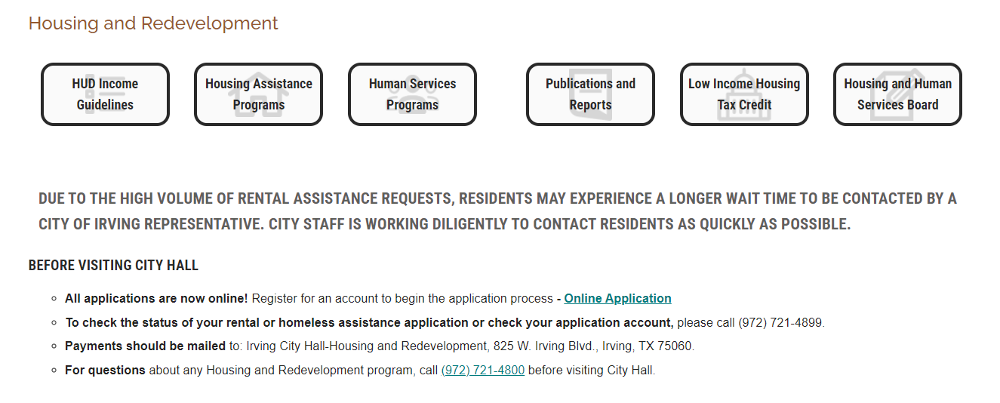 Housing and Redevelopment
HUD Income
Guidelines
Housing Assistance
Programs
Human Services
Programs
Publications and
Reports
Low Income Housing
Tax Credit
Housing and Human
Services Board
DUE TO THE HIGH VOLUME OF RENTAL ASSISTANCE REQUESTS, RESIDENTS MAY EXPERIENCE A LONGER WAIT TIME TO BE CONTACTED BY A
CITY OF IRVING REPRESENTATIVE. CITY STAFF IS WORKING DILIGENTLY TO CONTACT RESIDENTS AS QUICKLY AS POSSIBLE.
BEFORE VISITING CITY HALL
All applications are now online! Register for an account to begin the application process - Online Application
To check the status of your rental or homeless assistance application or check your application account, please call (972) 721-4899.
Payments should be mailed to: Irving City Hall-Housing and Redevelopment, 825 W. Irving Blvd., Irving, TX 75060.
For questions about any Housing and Redevelopment program, call (972) 721-4800 before visiting City Hall.